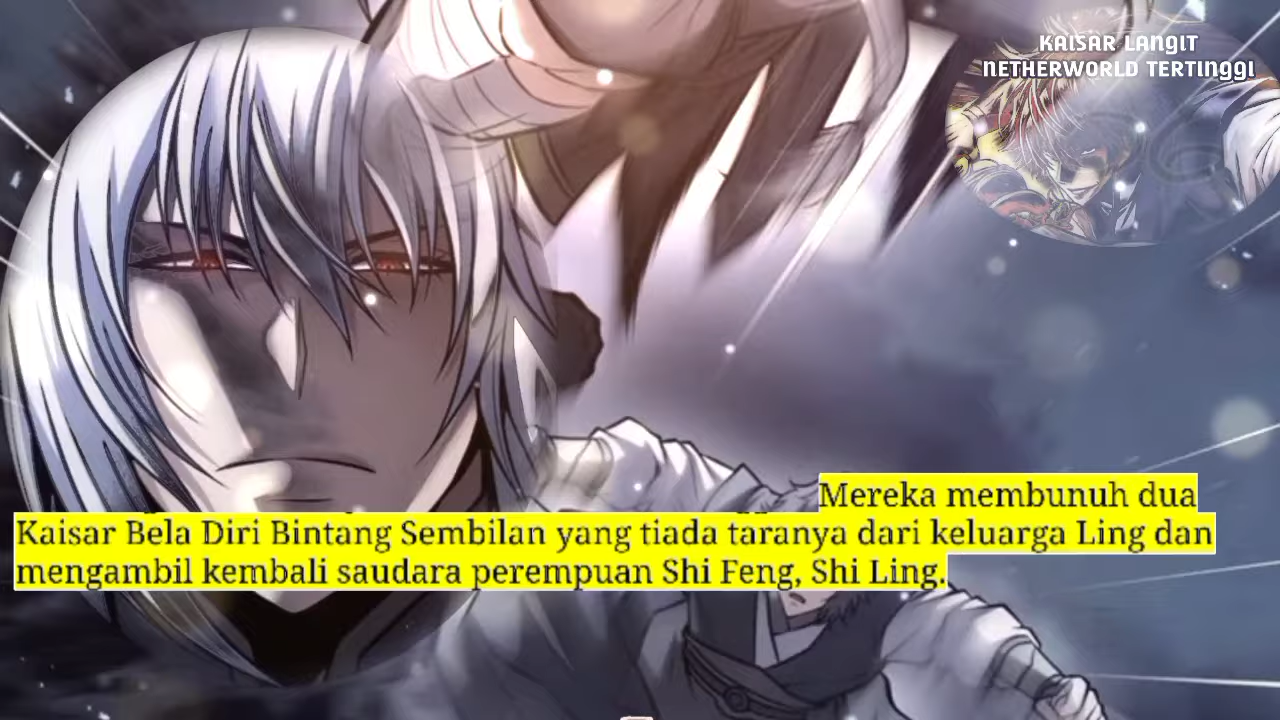 KAISAR LANGIT
NETHERWORLD TERTINGGI
Mereka membunuh dua
Kaisar Bela Diri Bintang Sembilan yang tiada taranya dari keluarga Ling dan
mengambil kembali saudara perempuan Shi Feng, Shi Ling.